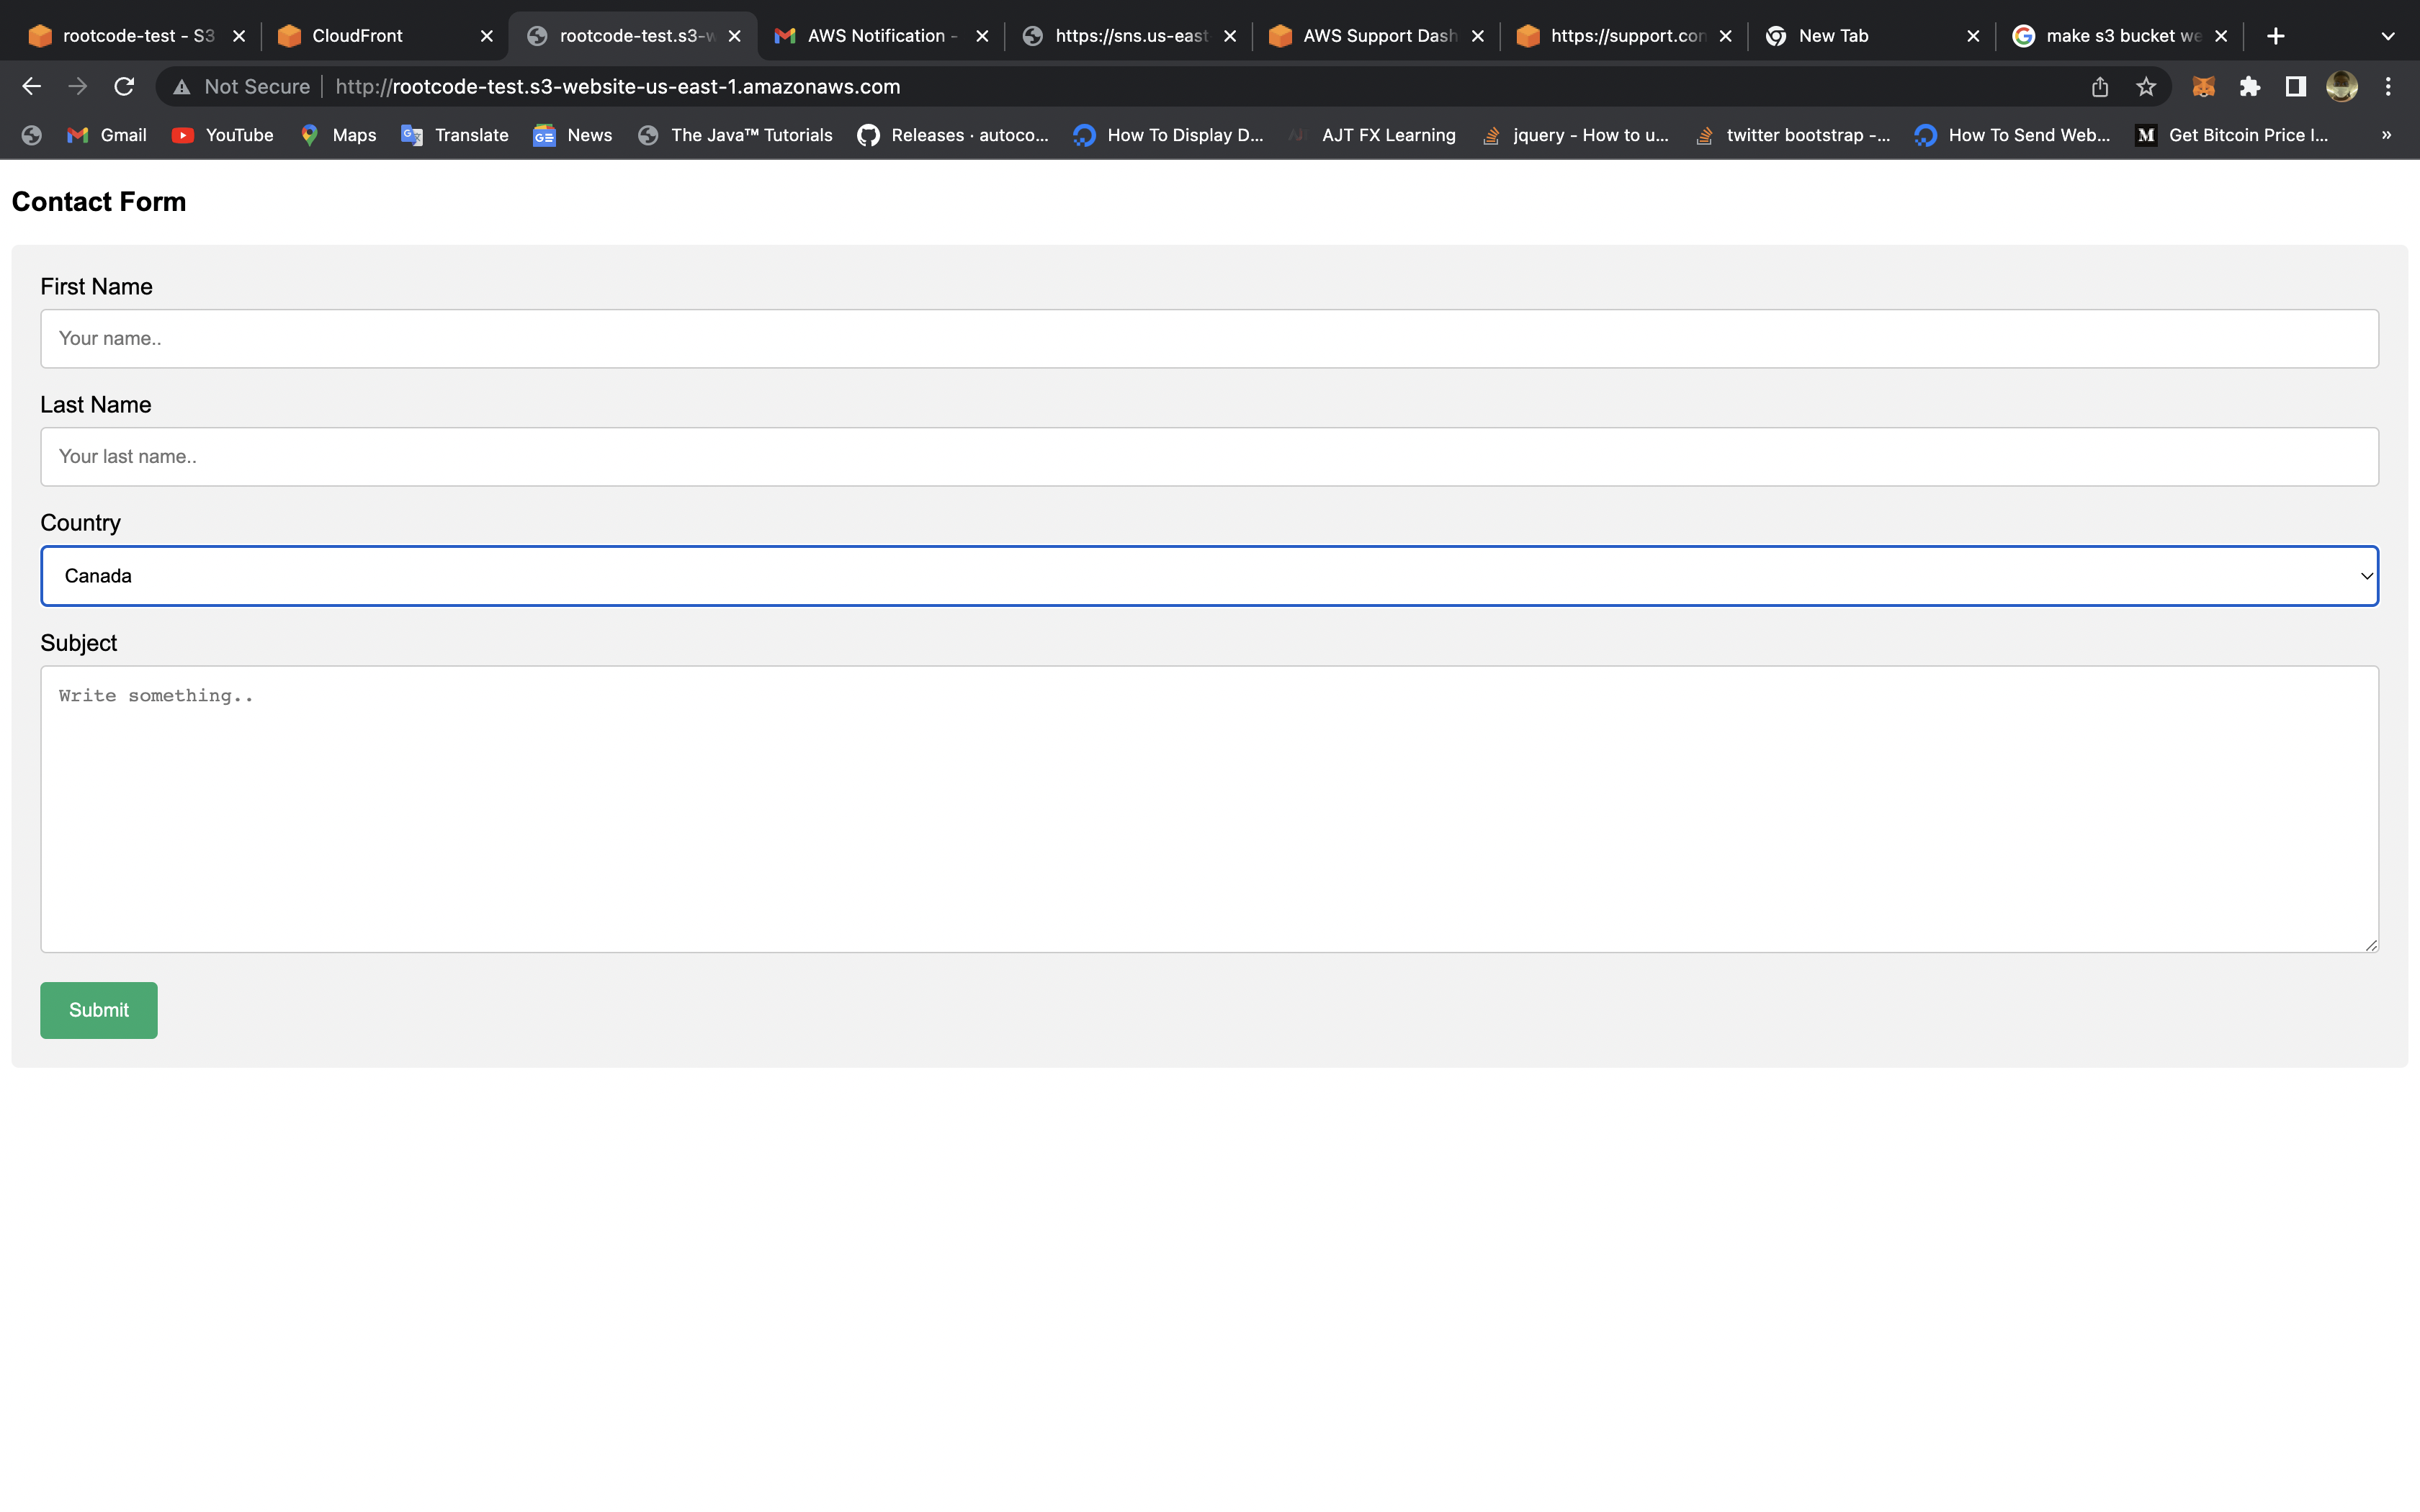 rootcode-test - S3
CloudFront
rootcode-test.s3-w
AWS Notification -
https://sns.us-east
AWS Support Dash
https://support.con
New Tab
make s3 bucket we
Not Secure
http://rootcode-test.s3-website-us-east-1.amazonaws.com
Gmail
YouTube
Maps
Translate
News
The Java™ Tutorials
Releases · autoco...
How To Display D...
AJT FX Learning
jquery - How to u...
twitter bootstrap -...
How To Send Web...
Get Bitcoin Price I...
»
Contact Form
First Name
Your name..
Last Name
Your last name..
Country
Canada
Subject
Write something..
Submit